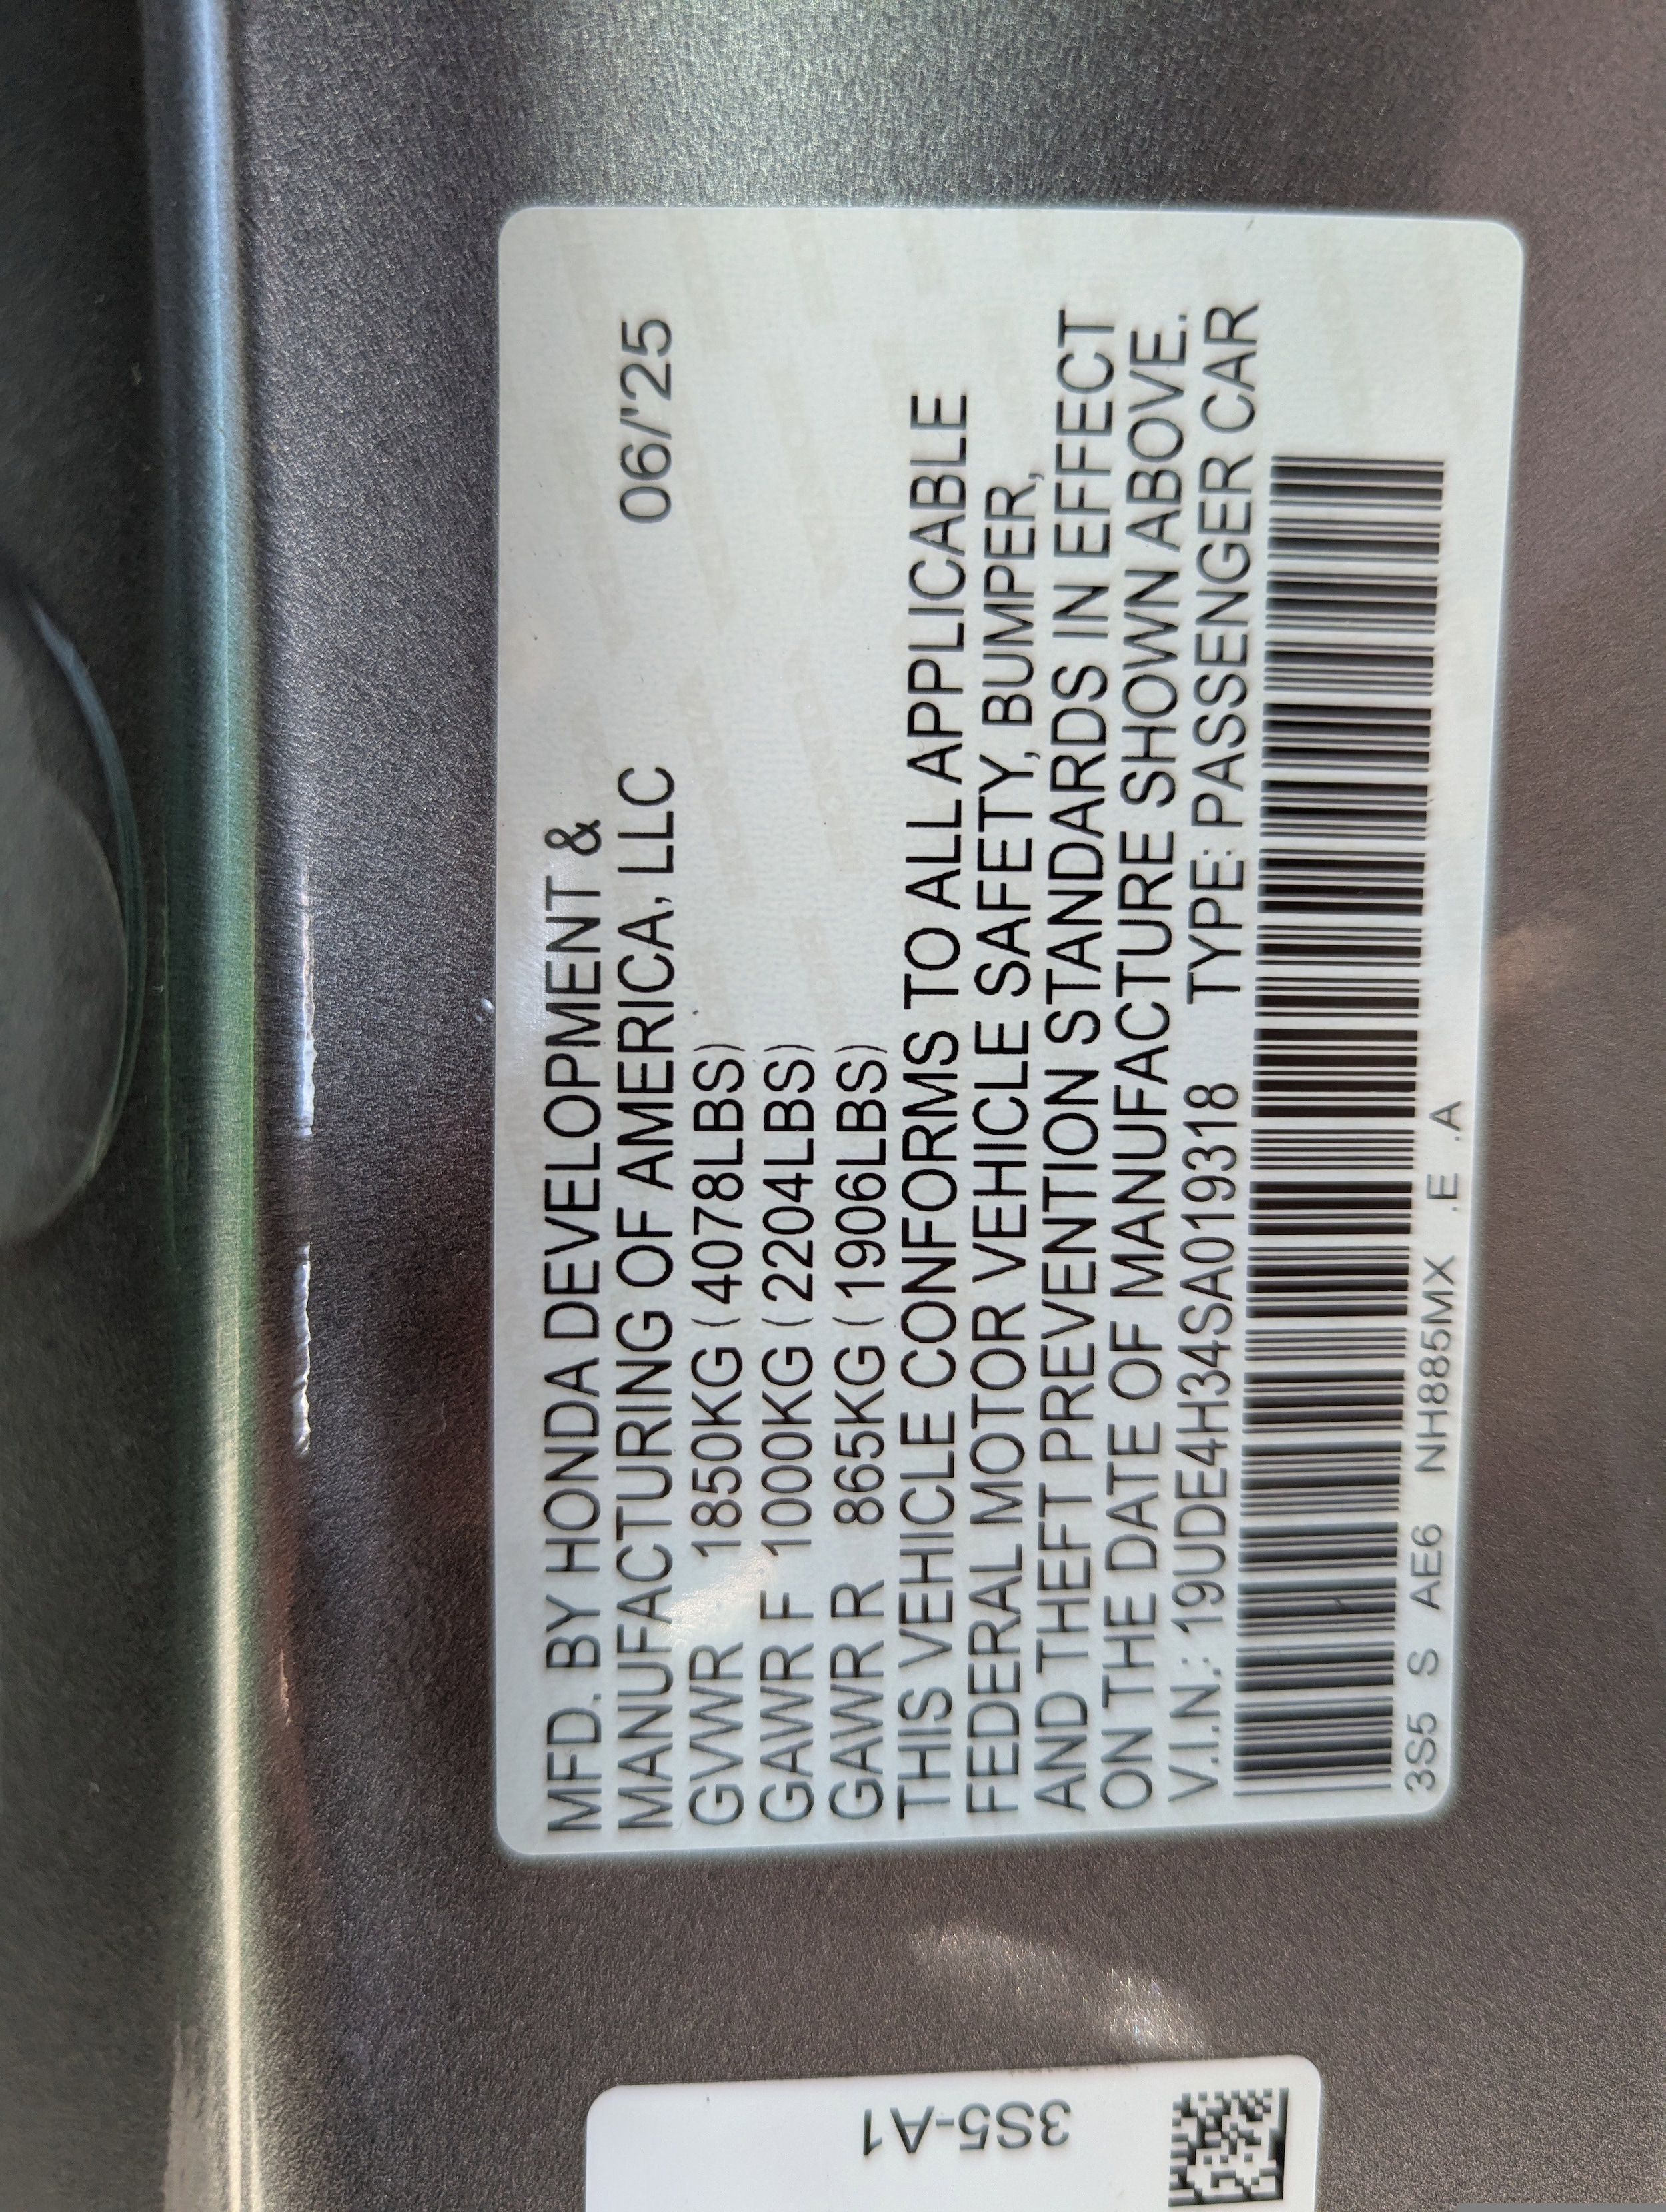 MFD. BY HONDA DEVELOPMENT &
MANUFACTURING OF AMERICA, LLC 06/'25
GVWR 1850KG (4078LBS)
GAWR F 1000KG (2204LBS)
GAWR R 865KG (1906LBS)
THIS VEHICLE CONFORMS TO ALL APPLICABLE
FEDERAL MOTOR VEHICLE SAFETY, BUMPER,
AND THEFT PREVENTION STANDARDS IN EFFECT
ON THE DATE OF MANUFACTURE SHOWN ABOVE.
V.I.N.: 19UDE4H34SA019318 TYPE: PASSENGER CAR
3S5 S AE6 NH885MX .E .A
3S5-A1